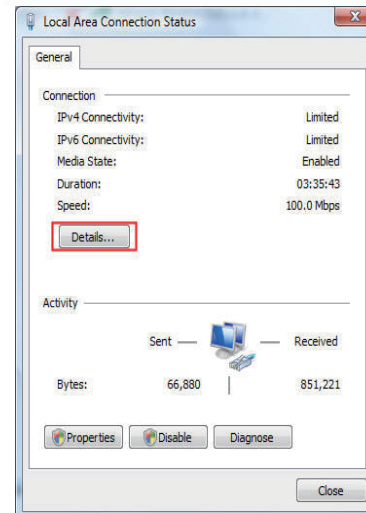 Local Area Connection Status
General
Connection
IPv4 Connectivity: Limited
IPv6 Connectivity: Limited
Media State: Enabled
Duration: 03:35:43
Speed: 100.0 Mbps
Details...
Activity
Sent Received
Bytes: 66,880 851,221
Properties Disable Diagnose
Close